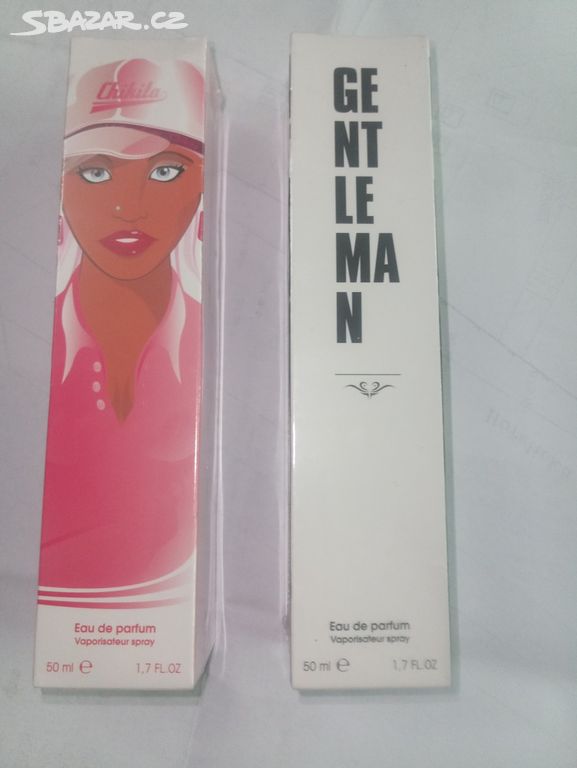 SBAZAR.CZ
Chikita
Eau de parfum
Vaporisateur spray
50 ml e 1,7 FL.OZ
GE
NT
LE
MA
N
Eau de parfum
Vaporisateur spray
50 ml e 1,7 FL.OZ